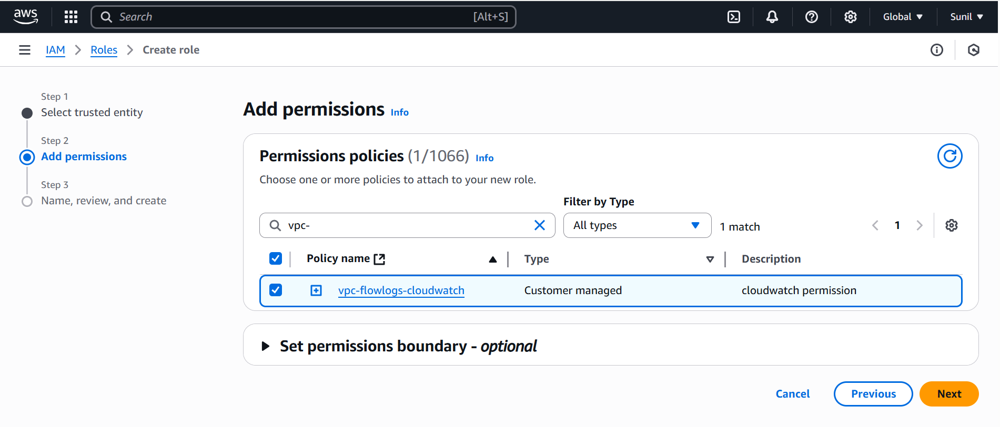 aws
Search [Alt+S]
Global
Sunil
IAM
Roles
Create role
Step 1
Select trusted entity
Step 2
Add permissions
Step 3
Name, review, and create
Add permissions Info
Permissions policies (1/1066) Info
Choose one or more policies to attach to your new role.
Filter by Type
vpc-
All types
1 match
1
Policy name Type Description
vpc-flowlogs-cloudwatch Customer managed cloudwatch permission
Set permissions boundary - optional
Cancel Previous Next